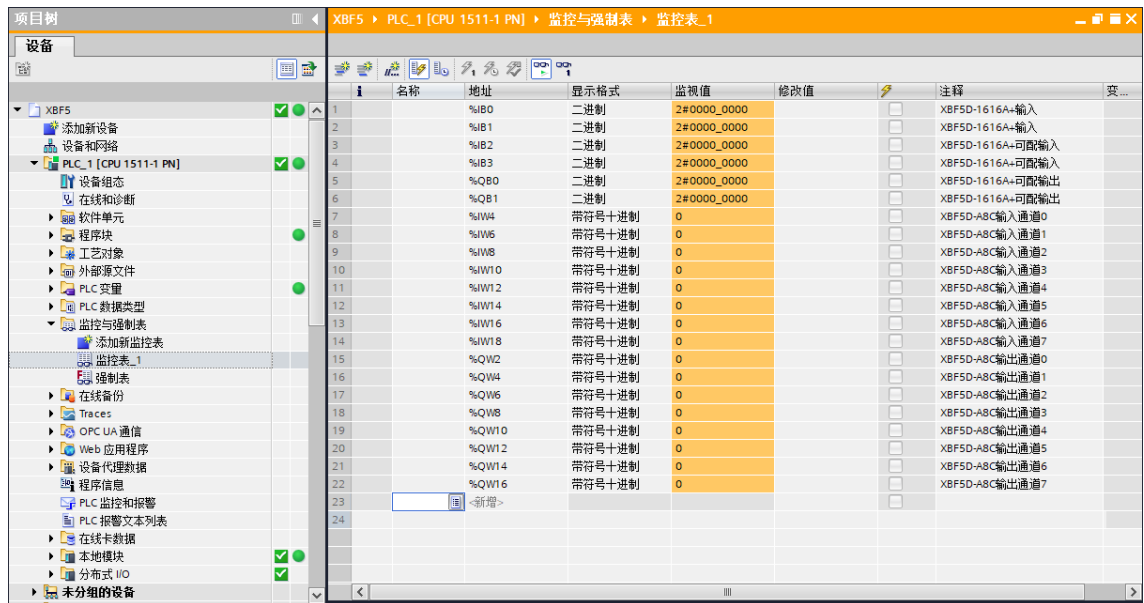 项目树
XBF5 ▸ PLC_1 [CPU 1511-1 PN] ▸ 监控与强制表 ▸ 监控表_1
设备
i 名称 地址 显示格式 监视值 修改值 注释 变...
XBF5
添加新设备
设备和网络
PLC_1 [CPU 1511-1 PN]
设备组态
在线和诊断
软件单元
程序块
工艺对象
外部源文件
PLC 变量
PLC 数据类型
监控与强制表
添加新监控表
监控表_1
强制表
在线备份
Traces
OPC UA 通信
Web 应用程序
设备代理数据
程序信息
PLC 监控和报警
PLC 报警文本列表
在线卡数据
本地模块
分布式 I/O
未分组的设备
1 %IB0 二进制 2#0000_0000 XBF5D-1616A+输入
2 %IB1 二进制 2#0000_0000 XBF5D-1616A+输入
3 %IB2 二进制 2#0000_0000 XBF5D-1616A+可配输入
4 %IB3 二进制 2#0000_0000 XBF5D-1616A+可配输入
5 %QB0 二进制 2#0000_0000 XBF5D-1616A+可配输出
6 %QB1 二进制 2#0000_0000 XBF5D-1616A+可配输出
7 %IW4 带符号十进制 0 XBF5D-A8C输入通道0
8 %IW6 带符号十进制 0 XBF5D-A8C输入通道1
9 %IW8 带符号十进制 0 XBF5D-A8C输入通道2
10 %IW10 带符号十进制 0 XBF5D-A8C输入通道3
11 %IW12 带符号十进制 0 XBF5D-A8C输入通道4
12 %IW14 带符号十进制 0 XBF5D-A8C输入通道5
13 %IW16 带符号十进制 0 XBF5D-A8C输入通道6
14 %IW18 带符号十进制 0 XBF5D-A8C输入通道7
15 %QW2 带符号十进制 0 XBF5D-A8C输出通道0
16 %QW4 带符号十进制 0 XBF5D-A8C输出通道1
17 %QW6 带符号十进制 0 XBF5D-A8C输出通道2
18 %QW8 带符号十进制 0 XBF5D-A8C输出通道3
19 %QW10 带符号十进制 0 XBF5D-A8C输出通道4
20 %QW12 带符号十进制 0 XBF5D-A8C输出通道5
21 %QW14 带符号十进制 0 XBF5D-A8C输出通道6
22 %QW16 带符号十进制 0 XBF5D-A8C输出通道7
23 <新增>
24